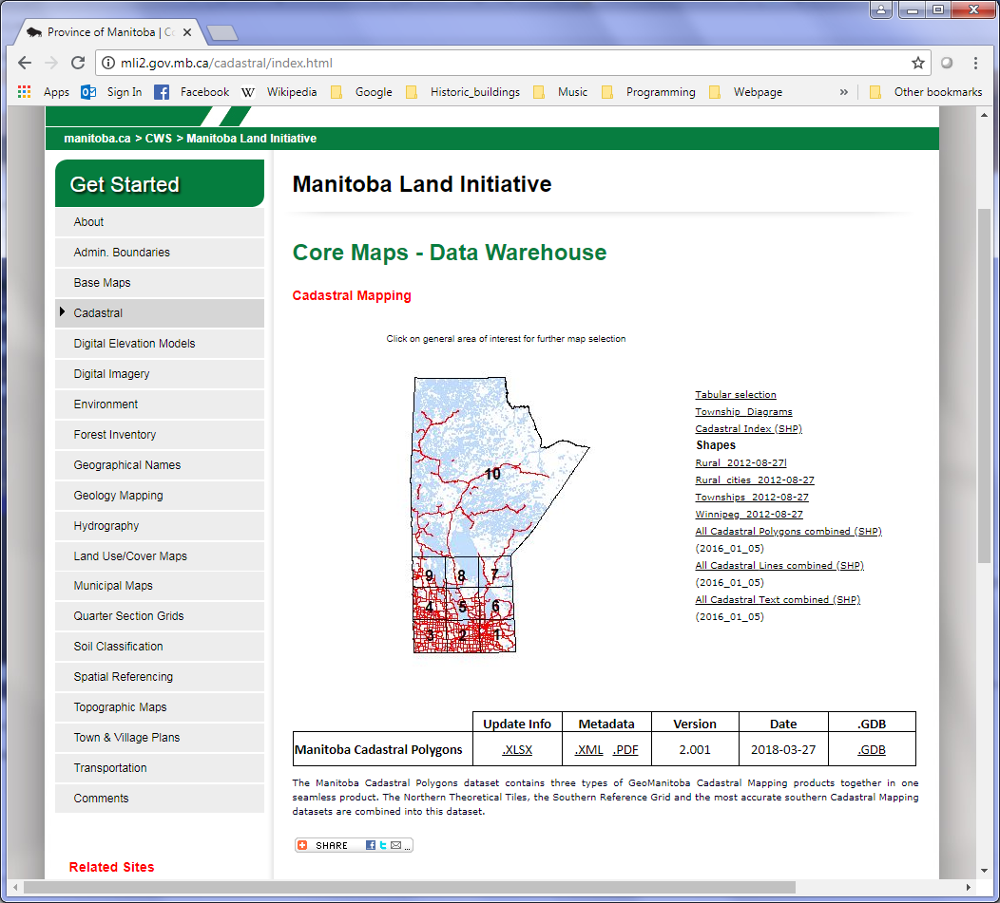 Province of Manitoba | Co
mli2.gov.mb.ca/cadastral/index.html
Apps Sign In Facebook W Wikipedia Google Historic_buildings Music Programming Webpage » Other bookmarks
manitoba.ca > CWS > Manitoba Land Initiative
Get Started
About
Admin. Boundaries
Base Maps
Cadastral
Digital Elevation Models
Digital Imagery
Environment
Forest Inventory
Geographical Names
Geology Mapping
Hydrography
Land Use/Cover Maps
Municipal Maps
Quarter Section Grids
Soil Classification
Spatial Referencing
Topographic Maps
Town & Village Plans
Transportation
Comments
Related Sites
Manitoba Land Initiative
Core Maps - Data Warehouse
Cadastral Mapping
Click on general area of interest for further map selection
10
9 8 7
4 5 6
3 2 1
Tabular selection
Township_Diagrams
Cadastral Index (SHP)
Shapes
Rural_2012-08-27l
Rural_cities_2012-08-27
Townships_2012-08-27
Winnipeg_2012-08-27
All Cadastral Polygons combined (SHP)
(2016_01_05)
All Cadastral Lines combined (SHP)
(2016_01_05)
All Cadastral Text combined (SHP)
(2016_01_05)
Update Info Metadata Version Date .GDB
Manitoba Cadastral Polygons .XLSX .XML .PDF 2.001 2018-03-27 .GDB
The Manitoba Cadastral Polygons dataset contains three types of GeoManitoba Cadastral Mapping products together in one
seamless product. The Northern Theoretical Tiles, the Southern Reference Grid and the most accurate southern Cadastral Mapping
datasets are combined into this dataset.
SHARE ...